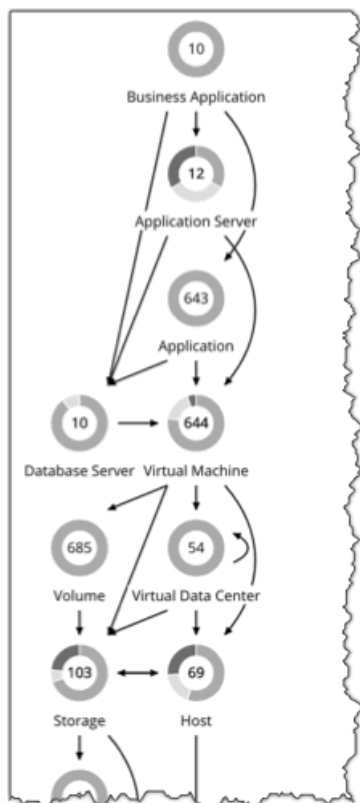 10
Business Application
12
Application Server
643
Application
10 644
Database Server Virtual Machine
685 54
Volume Virtual Data Center
103 69
Storage Host